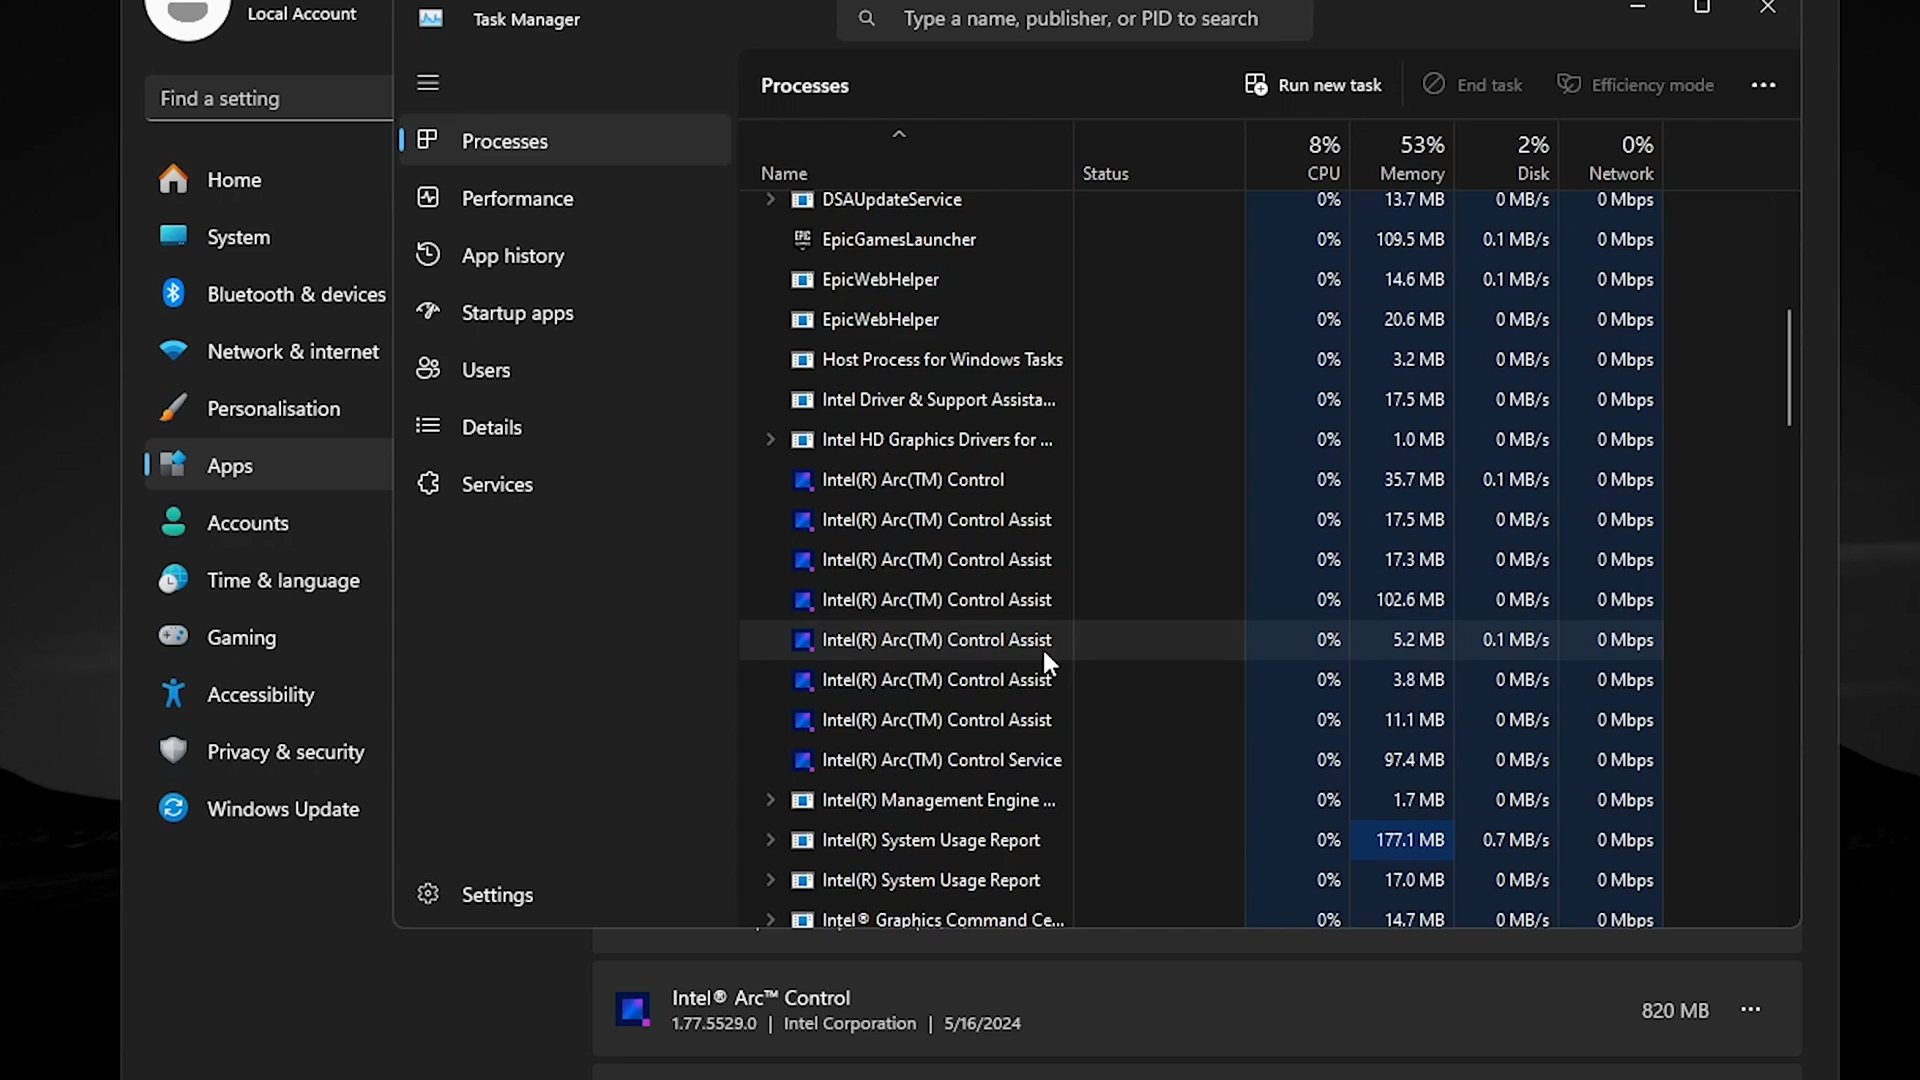 Local Account
Find a setting
Home
System
Bluetooth & devices
Network & internet
Personalisation
Apps
Accounts
Time & language
Gaming
Accessibility
Privacy & security
Windows Update
Task Manager
Type a name, publisher, or PID to search
Processes
Performance
App history
Startup apps
Users
Details
Services
Settings
Processes
Run new task
End task
Efficiency mode
8% 53% 2% 0%
Name Status CPU Memory Disk Network
DSAUpdateService 0% 13.7 MB 0 MB/s 0 Mbps
EPIC
EpicGamesLauncher 0% 109.5 MB 0.1 MB/s 0 Mbps
EpicWebHelper 0% 14.6 MB 0.1 MB/s 0 Mbps
EpicWebHelper 0% 20.6 MB 0 MB/s 0 Mbps
Host Process for Windows Tasks 0% 3.2 MB 0 MB/s 0 Mbps
Intel Driver & Support Assista... 0% 17.5 MB 0 MB/s 0 Mbps
Intel HD Graphics Drivers for ... 0% 1.0 MB 0 MB/s 0 Mbps
Intel(R) Arc(TM) Control 0% 35.7 MB 0.1 MB/s 0 Mbps
Intel(R) Arc(TM) Control Assist 0% 17.5 MB 0 MB/s 0 Mbps
Intel(R) Arc(TM) Control Assist 0% 17.3 MB 0 MB/s 0 Mbps
Intel(R) Arc(TM) Control Assist 0% 102.6 MB 0 MB/s 0 Mbps
Intel(R) Arc(TM) Control Assist 0% 5.2 MB 0.1 MB/s 0 Mbps
Intel(R) Arc(TM) Control Assist 0% 3.8 MB 0 MB/s 0 Mbps
Intel(R) Arc(TM) Control Assist 0% 11.1 MB 0 MB/s 0 Mbps
Intel(R) Arc(TM) Control Service 0% 97.4 MB 0 MB/s 0 Mbps
Intel(R) Management Engine ... 0% 1.7 MB 0 MB/s 0 Mbps
Intel(R) System Usage Report 0% 177.1 MB 0.7 MB/s 0 Mbps
Intel(R) System Usage Report 0% 17.0 MB 0 MB/s 0 Mbps
Intel® Graphics Command Ce... 0% 14.7 MB 0 MB/s 0 Mbps
Intel® Arc™ Control
1.77.5529.0 | Intel Corporation | 5/16/2024
820 MB